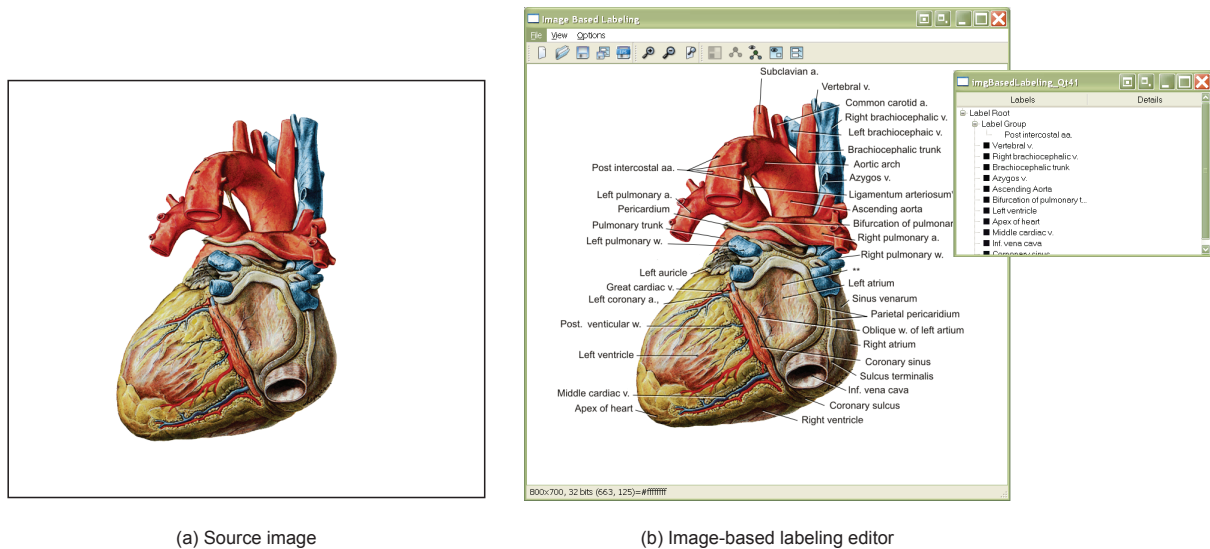 Image Based Labeling
File View Options
Subclavian a.
Vertebral v.
Common carotid a.
Right brachiocephalic v.
Left brachiocephaic v.
Brachiocephalic trunk
Post intercostal aa.
Aortic arch
Azygos v.
Left pulmonary a.
Ligamentum arteriosum'
Pericardium
Ascending aorta
Pulmonary trunk
Bifurcation of pulmonar
Left pulmonary w.
Right pulmonary a.
Right pulmonary w.
Left auricle
**
Great cardiac v.
Left atrium
Left coronary a.,
Sinus venarum
Parietal pericaridium
Post. venticular w.
Oblique w. of left artium
Right atrium
Left ventricle
Coronary sinus
Sulcus terminalis
Middle cardiac v.
Inf. vena cava
Apex of heart
Coronary sulcus
Right ventricle
800x700, 32 bits (663, 125)=#ffffffff
imgBasedLabeling_Qt41
Labels Details
Label Root
Label Group
Post intercostal aa.
Vertebral v.
Right brachiocephalic v.
Brachiocephalic trunk
Azygos v.
Ascending Aorta
Bifurcation of pulmonary t...
Left ventricle
Apex of heart
Middle cardiac v.
Inf. vena cava
(a) Source image
(b) Image-based labeling editor